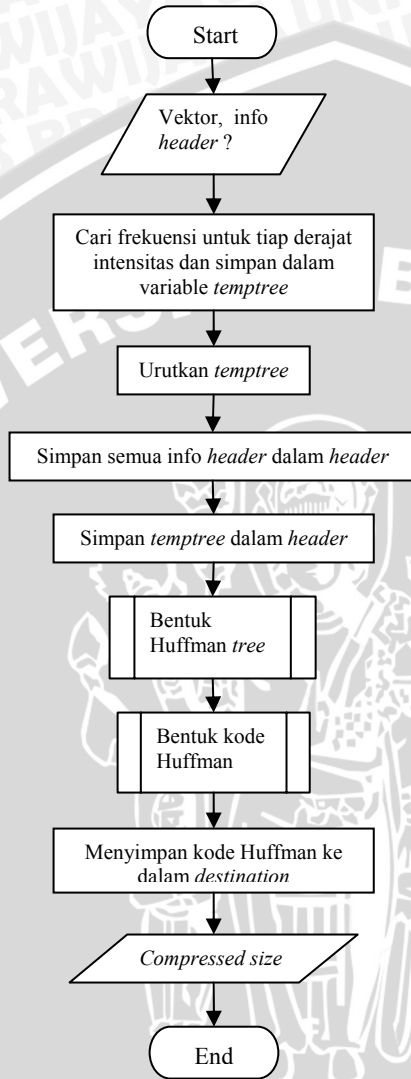 Start
Vektor, info
header ?
Cari frekuensi untuk tiap derajat
intensitas dan simpan dalam
variable temptree
Urutkan temptree
Simpan semua info header dalam header
Simpan temptree dalam header
Bentuk
Huffman tree
Bentuk kode
Huffman
Menyimpan kode Huffman ke
dalam destination
Compressed size
End